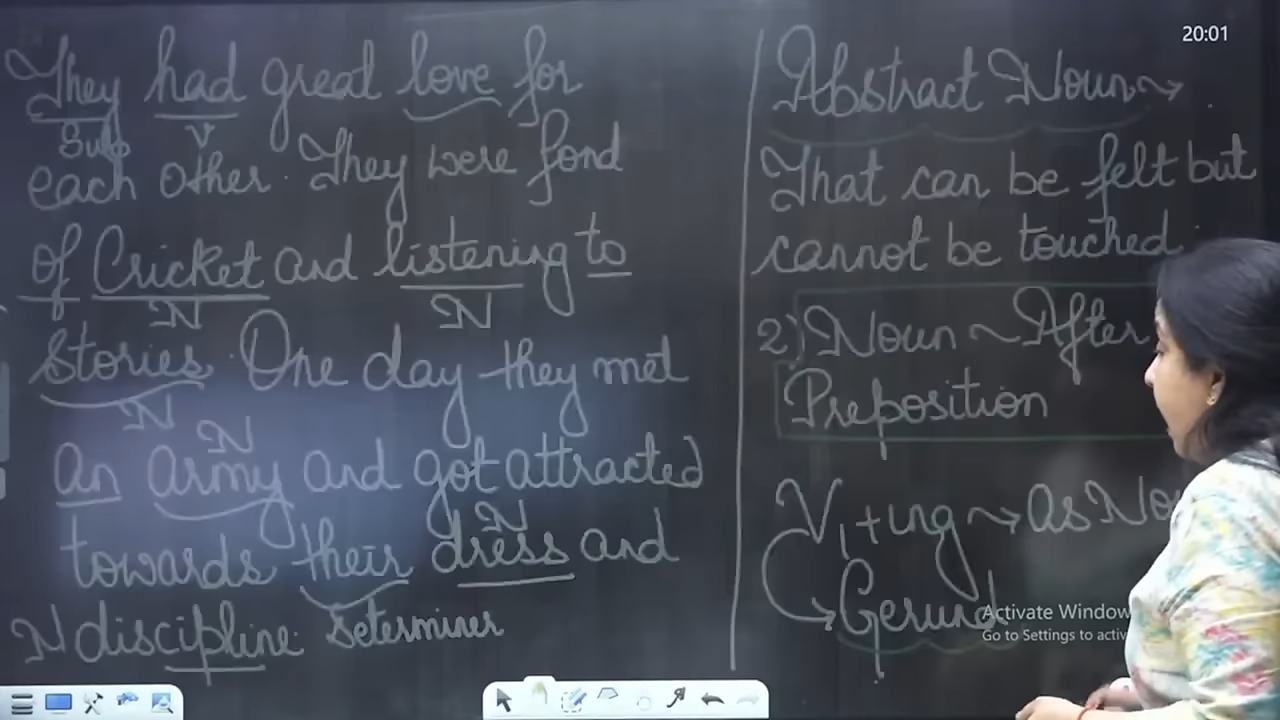 20:01
They had great love for
Sub V
each other. They were fond
of Cricket and listening to
N N
Stories. One day they met
N N
an army and got attracted
N
towards their dress and
N discipline. Determiner
Abstract Noun →
That can be felt but
cannot be touched
2) Noun ~ After
Preposition
V1 + ing → as No
→ Gerund
Activate Window
Go to Settings to activ